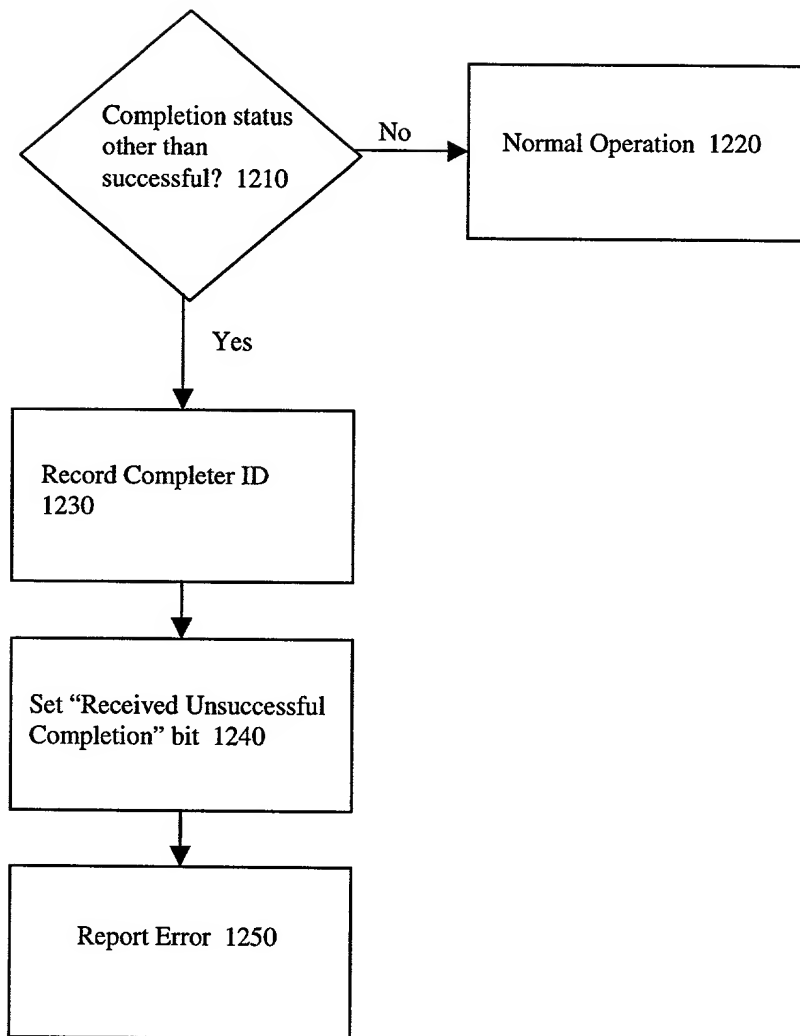 Completion status
other than
successful? 1210
No
Normal Operation 1220
Yes
Record Completer ID
1230
Set “Received Unsuccessful
Completion” bit 1240
Report Error 1250